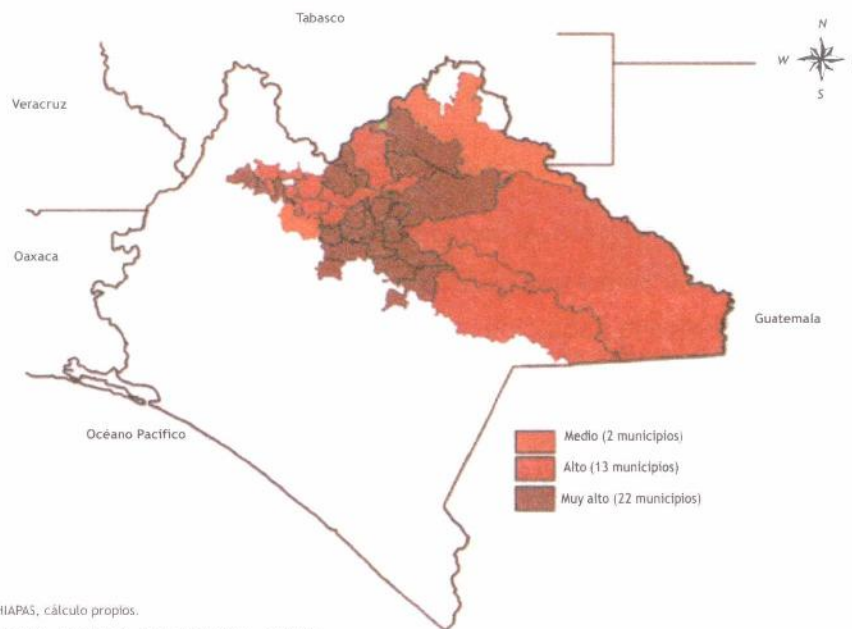 Tabasco
N
W
S
Veracruz
Oaxaca
Guatemala
Océano Pacífico
Medio (2 municipios)
Alto (13 municipios)
Muy alto (22 municipios)
HIAPAS, cálculo propios.